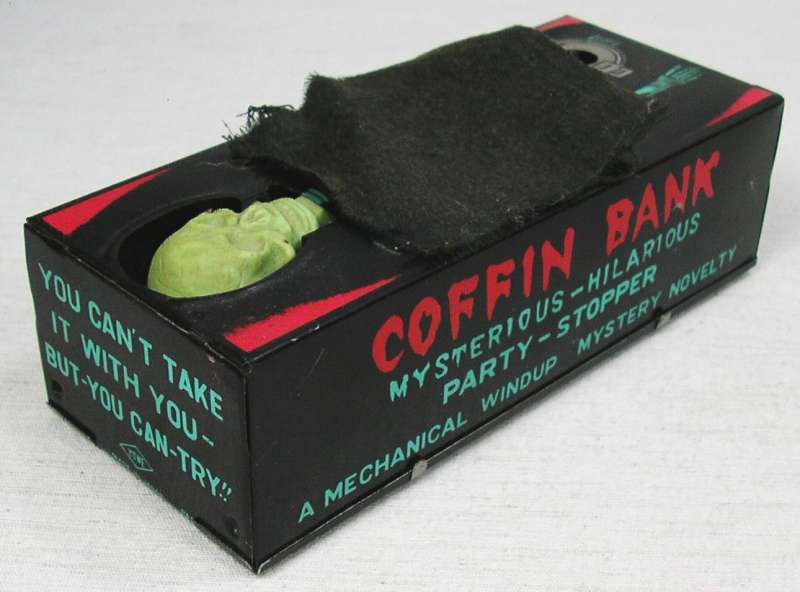 YOU CAN'T TAKE
IT WITH YOU-
BUT-YOU CAN-TRY!!
COFFIN BANK
MYSTERIOUS-HILARIOUS
PARTY-STOPPER
A MECHANICAL WINDUP MYSTERY NOVELTY